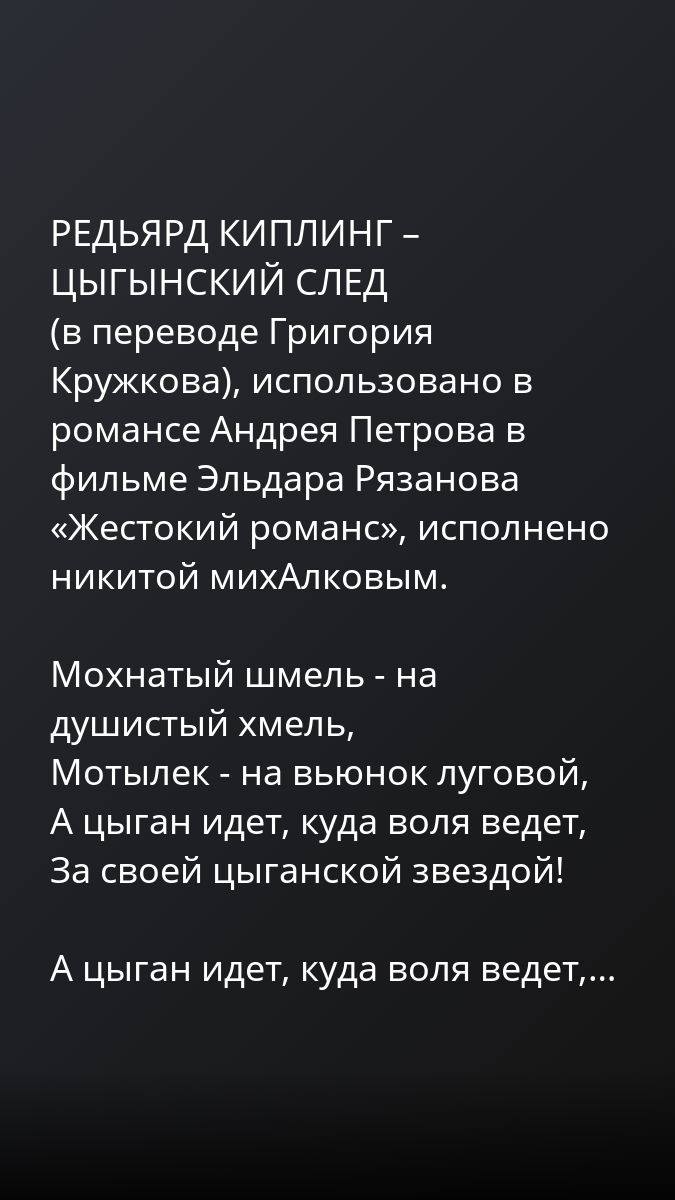 РЕДЬЯРД КИПЛИНГ –
ЦЫГЫНСКИЙ СЛЕД
(в переводе Григория
Кружкова), использовано в
романсе Андрея Петрова в
фильме Эльдара Рязанова
«Жестокий романс», исполнено
никитой михАлковым.

Мохнатый шмель - на
душистый хмель,
Мотылек - на вьюнок луговой,
А цыган идет, куда воля ведет,
За своей цыганской звездой!

А цыган идет, куда воля ведет,...